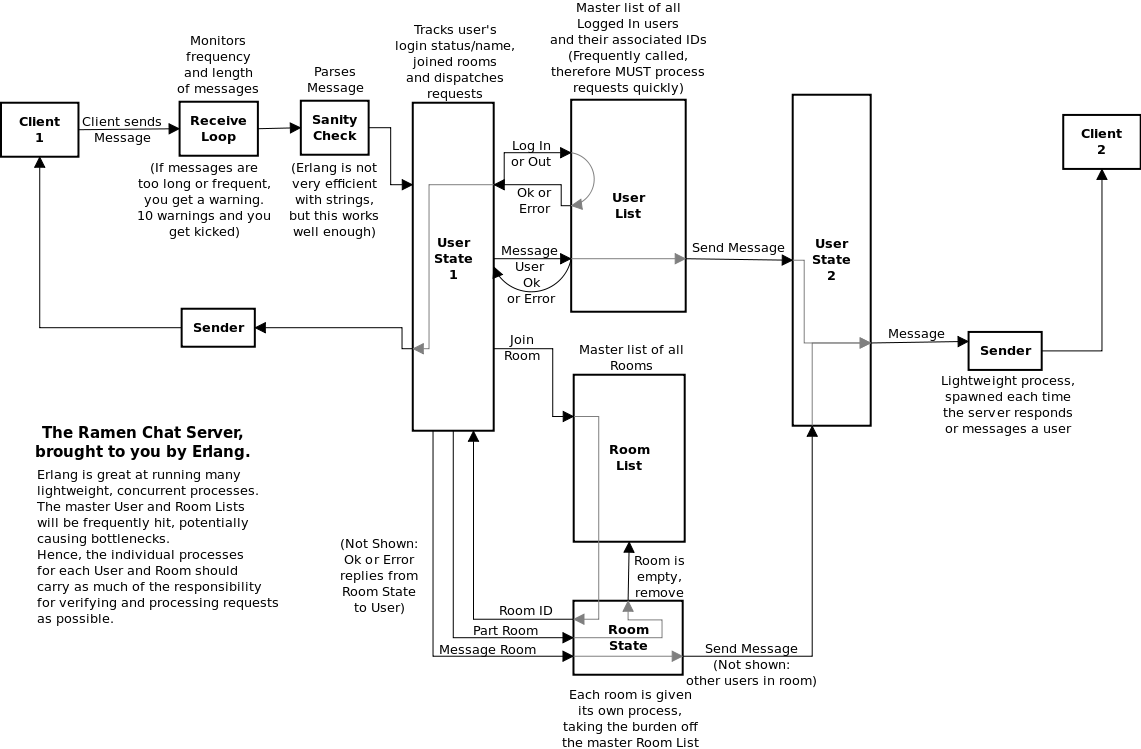 Master list of all
Logged In users
and their associated IDs
(Frequently called,
therefore MUST process
requests quickly)
Tracks user's
login status/name,
joined rooms
and dispatches
requests
Monitors
frequency
and length
of messages
Parses
Message
Client
1
Client sends
Message
Receive
Loop
Sanity
Check
(If messages are
too long or frequent,
you get a warning.
10 warnings and you
get kicked)
(Erlang is not
very efficient
with strings,
but this works
well enough)
User
State
1
Log In
or Out
Ok or
Error
User
List
Message
User
Ok
or Error
Send Message
User
State
2
Client
2
Message
Sender
Lightweight process,
spawned each time
the server responds
or messages a user
Sender
Join
Room
Master list of all
Rooms
Room
List
The Ramen Chat Server,
brought to you by Erlang.
Erlang is great at running many
lightweight, concurrent processes.
The master User and Room Lists
will be frequently hit, potentially
causing bottlenecks.
Hence, the individual processes
for each User and Room should
carry as much of the responsibility
for verifying and processing requests
as possible.
(Not Shown:
Ok or Error
replies from
Room State
to User)
Room is
empty,
remove
Room ID
Part Room
Message Room
Room
State
Send Message
(Not shown:
other users in room)
Each room is given
its own process,
taking the burden off
the master Room List